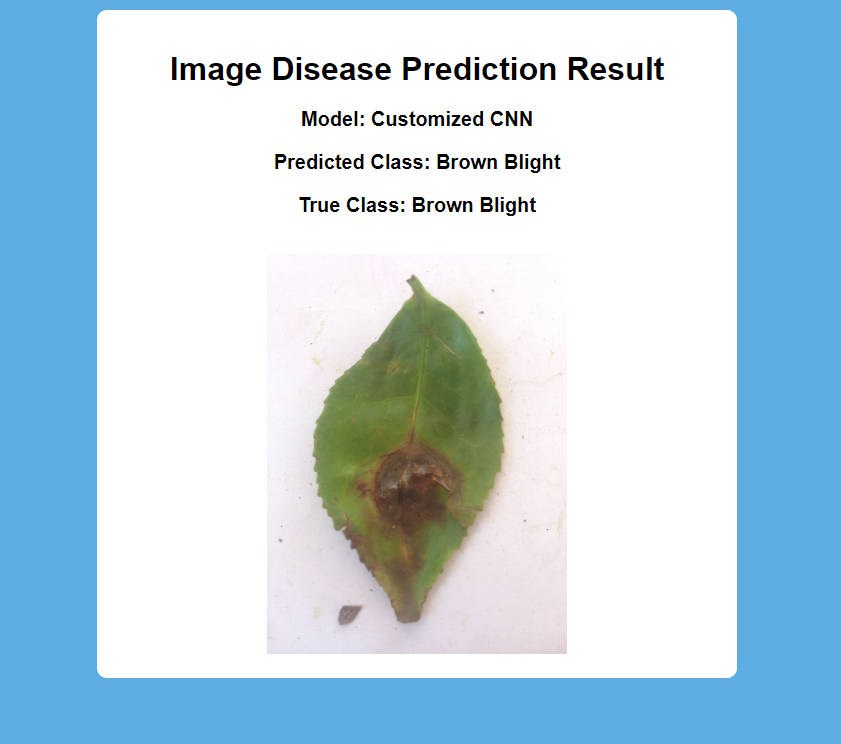 Image Disease Prediction Result
Model: Customized CNN
Predicted Class: Brown Blight
True Class: Brown Blight